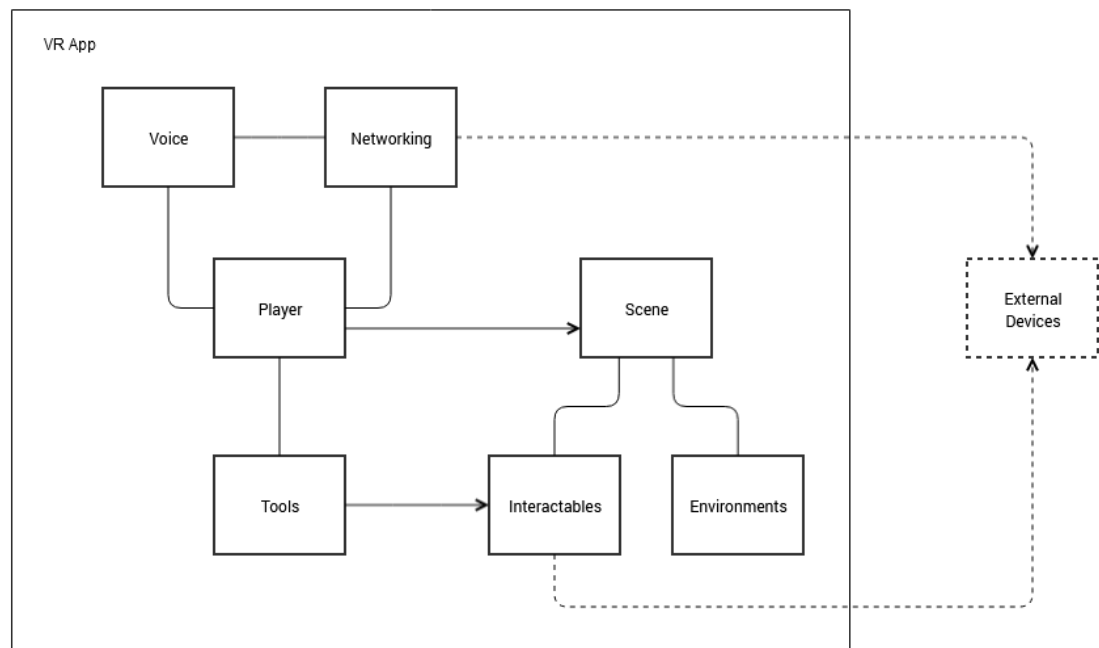 VR App
Voice
Networking
Player
Scene
External
Devices
Tools
Interactables
Environments